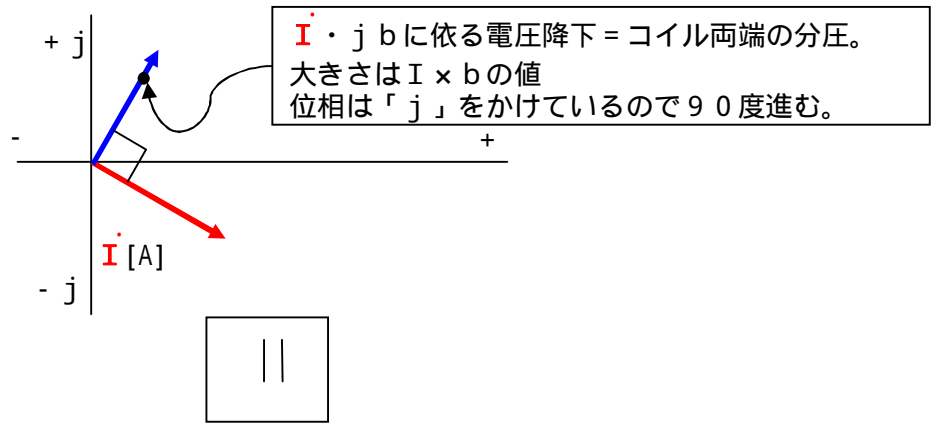 + j
İ・ｊｂに依る電圧降下＝コイル両端の分圧。
大きさはＩ×ｂの値
位相は「ｊ」をかけているので９０度進む。
-
+
İ[A]
- j
||